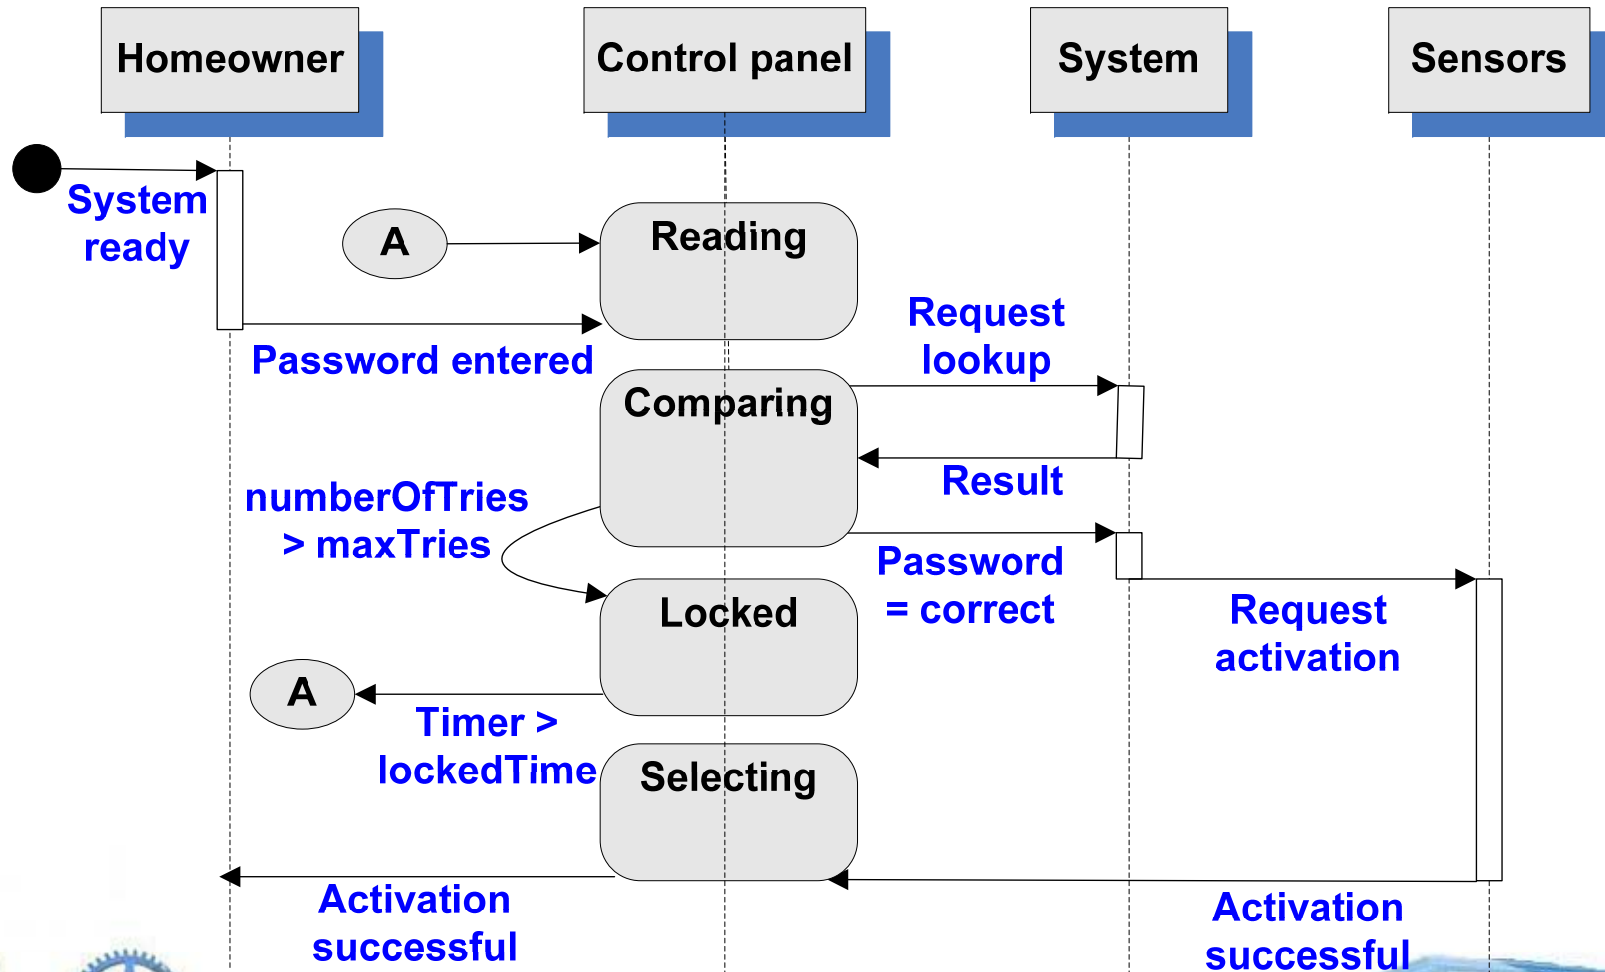 Homeowner
Control panel
System
Sensors
System
ready
A
Reading
Password entered
Request
lookup
Comparing
Result
numberOfTries
> maxTries
Password
= correct
Locked
Request
activation
A
Timer >
lockedTime
Selecting
Activation
successful
Activation
successful